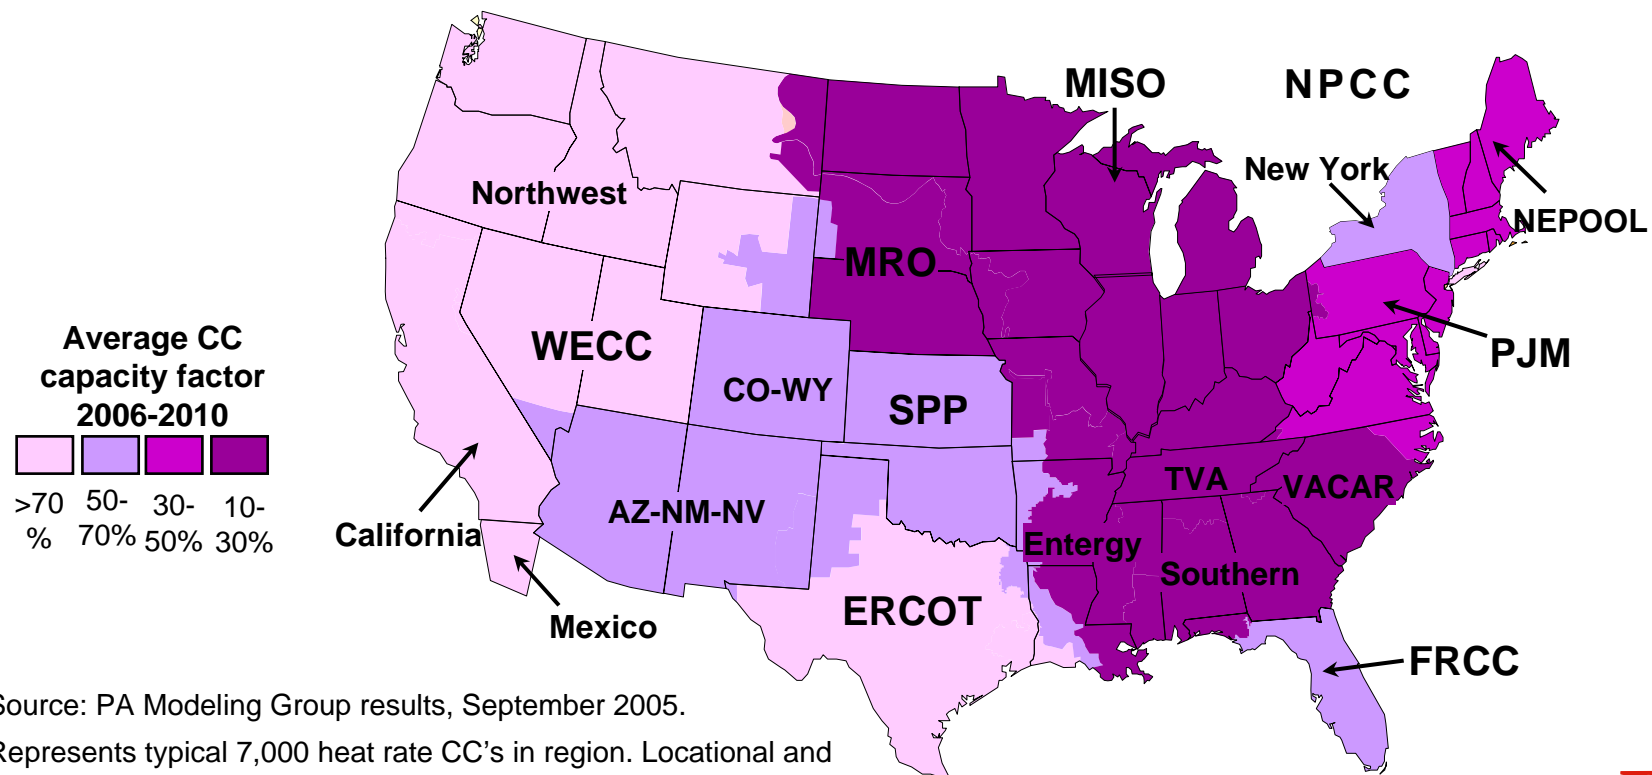 MISO
NPCC
New York
NEPOOL
Northwest
MRO
PJM
Average CC
capacity factor
2006-2010
>70
%
50-
70%
30-
50%
10-
30%
WECC
CO-WY
SPP
TVA
VACAR
AZ-NM-NV
California
Entergy
Southern
ERCOT
Mexico
FRCC
Source: PA Modeling Group results, September 2005.
Represents typical 7,000 heat rate CC's in region. Locational and